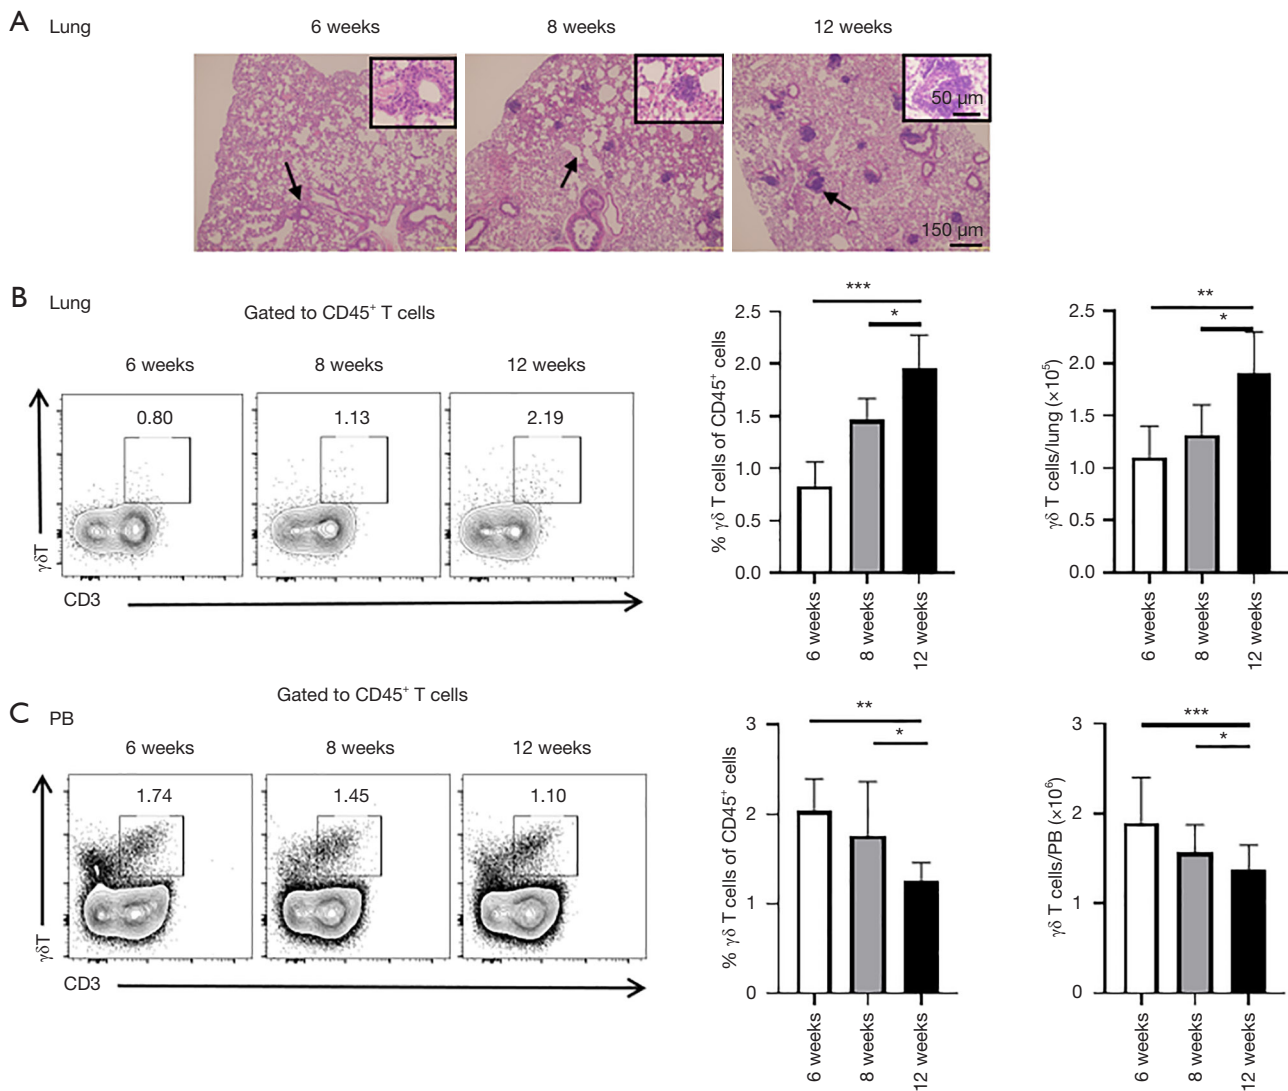 A Lung 6 weeks 8 weeks 12 weeks
50 μm
150 μm
B Lung
Gated to CD45⁺ T cells
6 weeks 8 weeks 12 weeks
0.80 1.13 2.19
γδT
CD3
% γδ T cells of CD45⁺ cells
2.5
2.0
1.5
1.0
0.5
0.0
***
*
6 weeks
8 weeks
12 weeks
γδ T cells/lung (×10⁵)
2.5
2.0
1.5
1.0
0.5
0.0
**
*
6 weeks
8 weeks
12 weeks
C PB
Gated to CD45⁺ T cells
6 weeks 8 weeks 12 weeks
1.74 1.45 1.10
γδT
CD3
% γδ T cells of CD45⁺ cells
3
2
1
0
**
*
6 weeks
8 weeks
12 weeks
γδ T cells/PB (×10⁶)
3
2
1
0
***
*
6 weeks
8 weeks
12 weeks